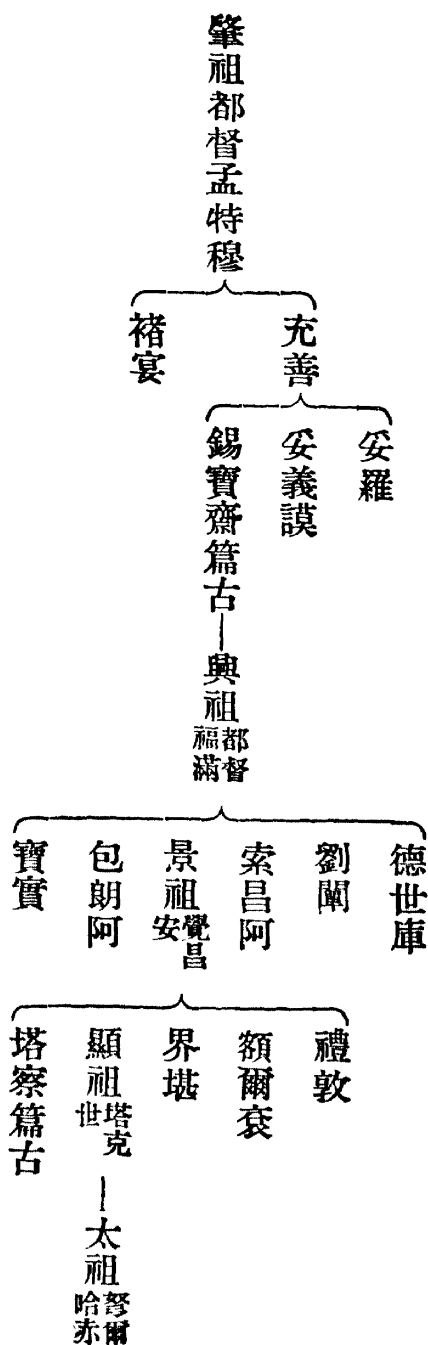 肇祖都督孟特穆
充善
褚宴
妥羅
妥義謨
錫寶齋篇古
興祖都督福滿
德世庫
劉闡
索昌阿
景祖覺昌安
包朗阿
寶實
禮敦
額爾袞
界堪
顯祖塔克世
塔察篇古
太祖弩爾哈赤